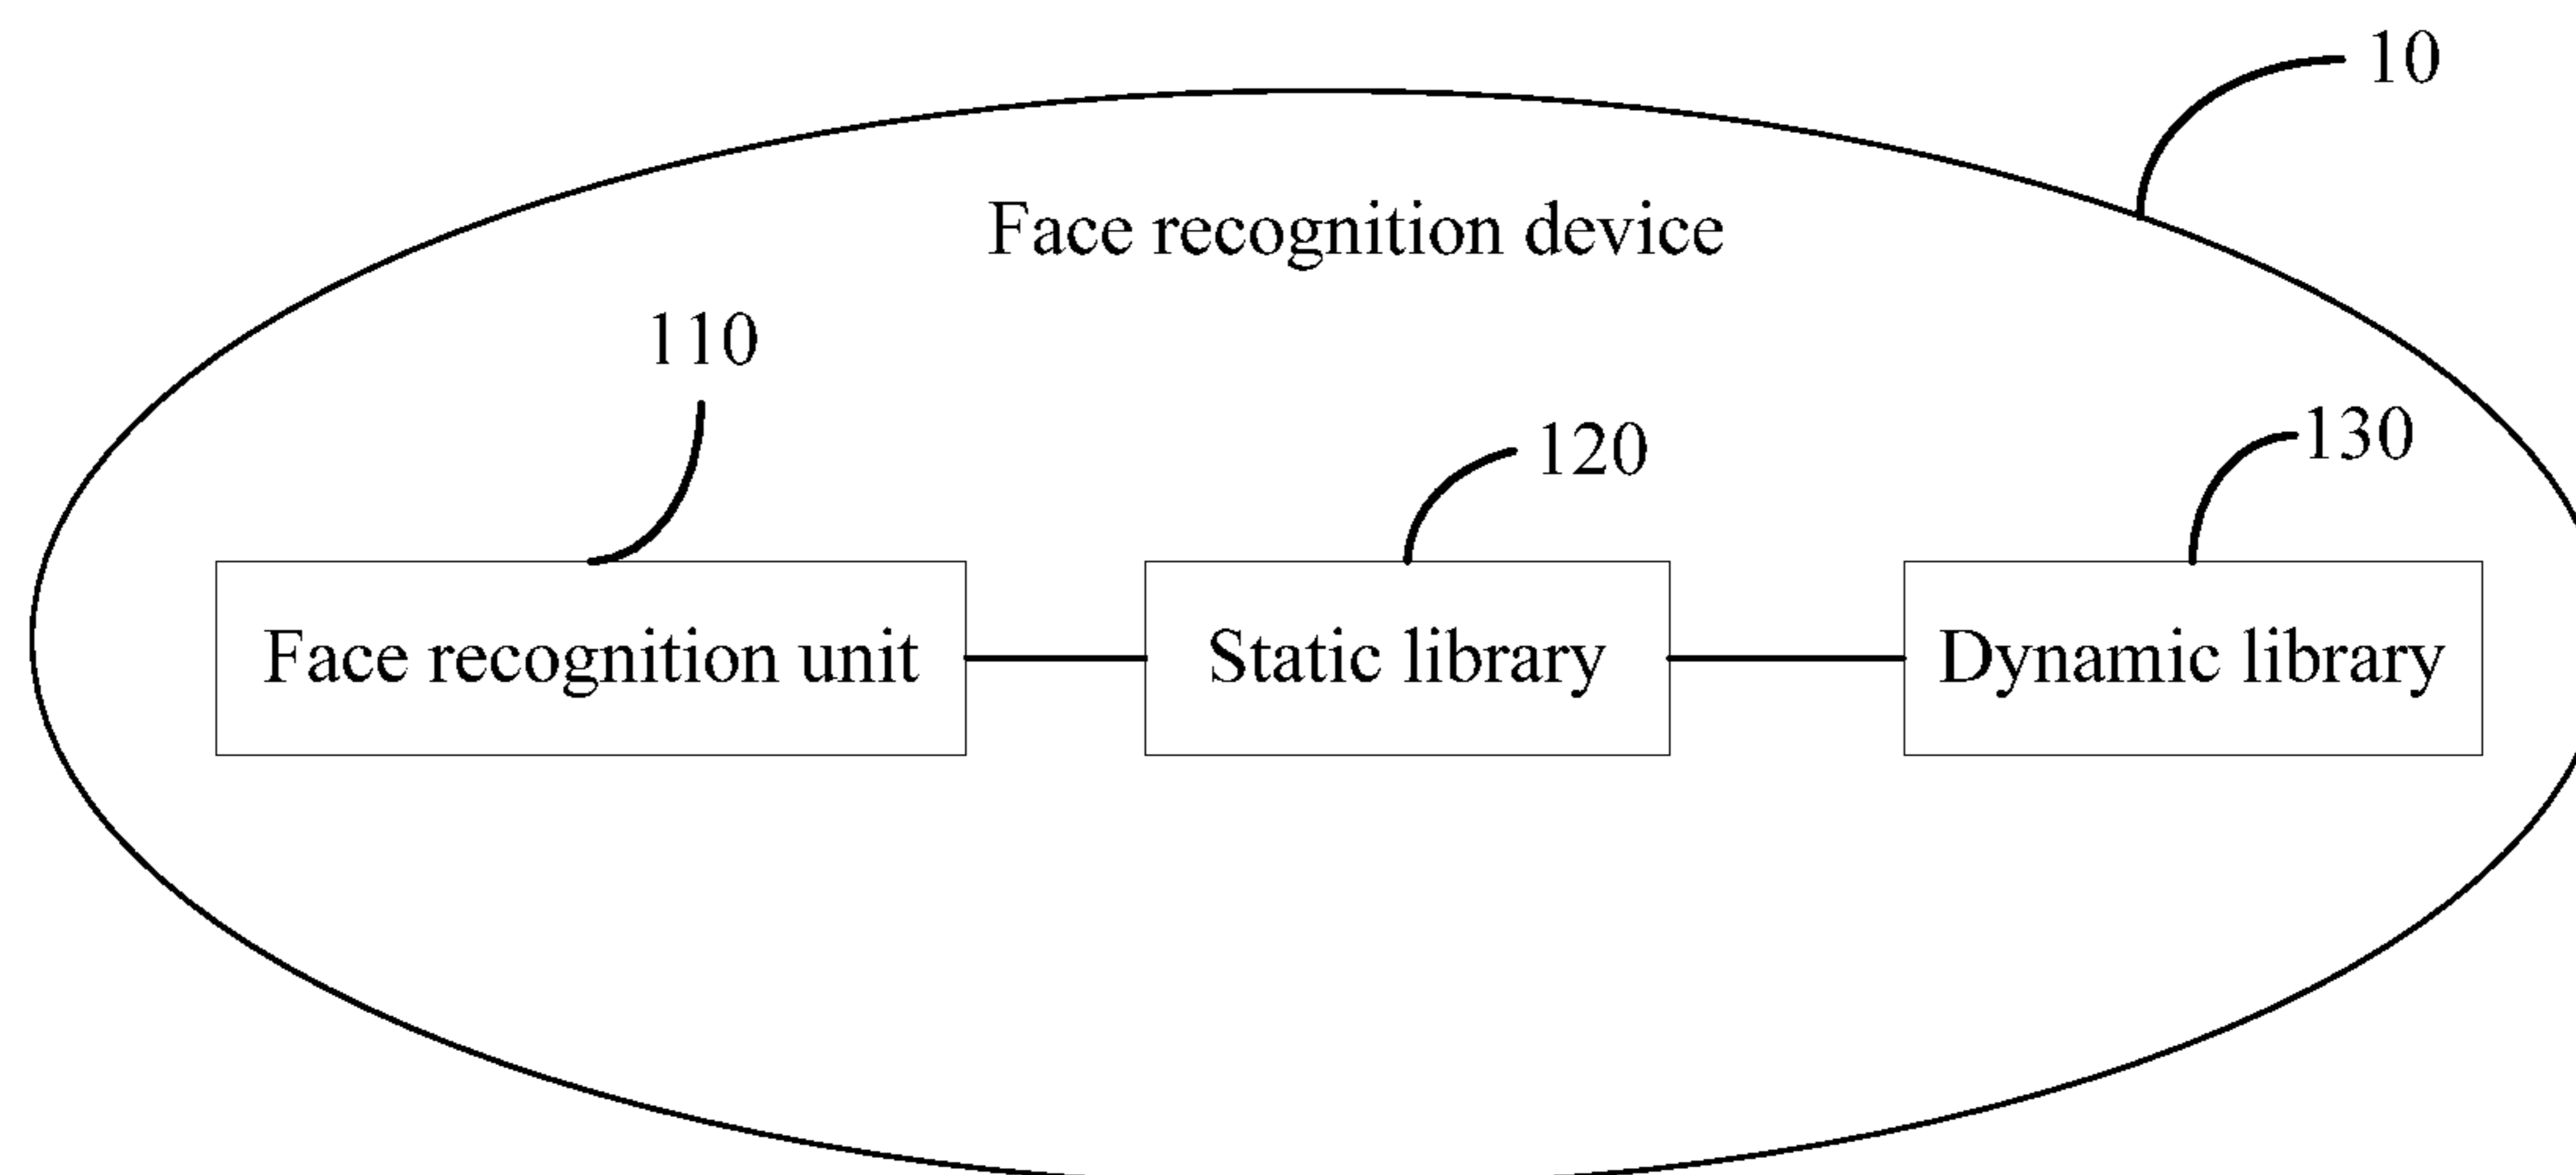 10
Face recognition device
110
120
130
Face recognition unit
Static library
Dynamic library